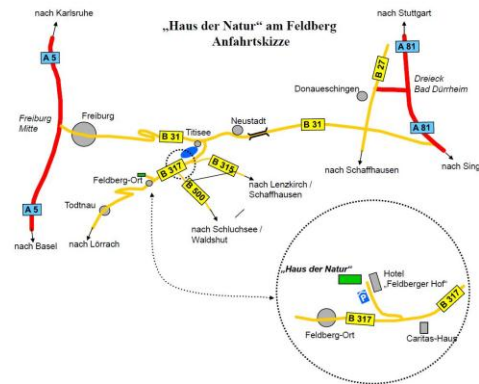 „Haus der Natur“ am Feldberg
Anfahrtskizze
nach Karlsruhe
nach Stuttgart
A 5
A 81
B 27
Donaueschingen
Dreieck
Bad Dürrheim
Freiburg
Mitte
Freiburg
Titisee
Neustadt
B 31
B 31
A 81
nach Schaffhausen
nach Sing
Feldberg-Ort
B 317
B 315
B 500
nach Lenzkirch /
Schaffhausen
Todtnau
A 5
nach Basel
nach Lörrach
nach Schluchsee /
Waldshut
„Haus der Natur“
Hotel
„Feldberger Hof“
P
B 317
B 317
Feldberg-Ort
Caritas-Haus